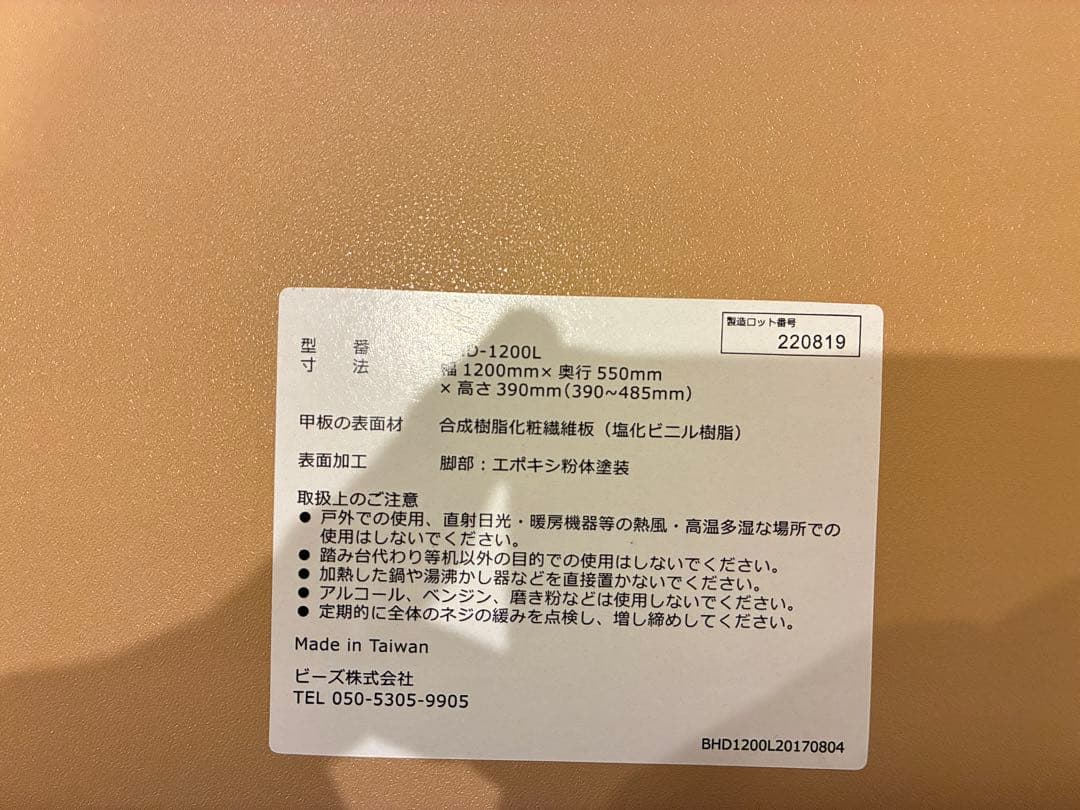 製造ロット番号
220819
型 番 BHD-1200L
寸 法 幅 1200mm× 奥行 550mm
× 高さ 390mm（390~485mm）
甲板の表面材 合成樹脂化粧繊維板（塩化ビニル樹脂）
表面加工 脚部：エポキシ粉体塗装
取扱上のご注意
● 戸外での使用、直射日光・暖房機器等の熱風・高温多湿な場所での
使用はしないでください。
● 踏み台代わり等机以外の目的での使用はしないでください。
● 加熱した鍋や湯沸かし器などを直接置かないでください。
● アルコール、ベンジン、磨き粉などは使用しないでください。
● 定期的に全体のネジの緩みを点検し、増し締めしてください。
Made in Taiwan
ビーズ株式会社
TEL 050-5305-9905
BHD1200L20170804